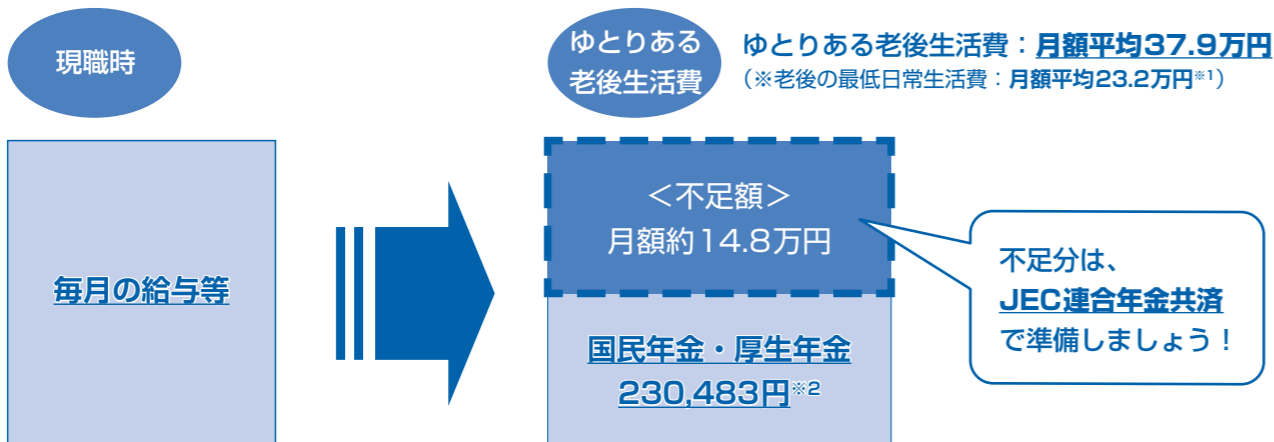 現職時
ゆとりある
老後生活費
ゆとりある老後生活費：月額平均37.9万円
（※老後の最低日常生活費：月額平均23.2万円※1）
毎月の給与等
＜不足額＞
月額約14.8万円
国民年金・厚生年金
230,483円※2
不足分は、
JEC連合年金共済
で準備しましょう！